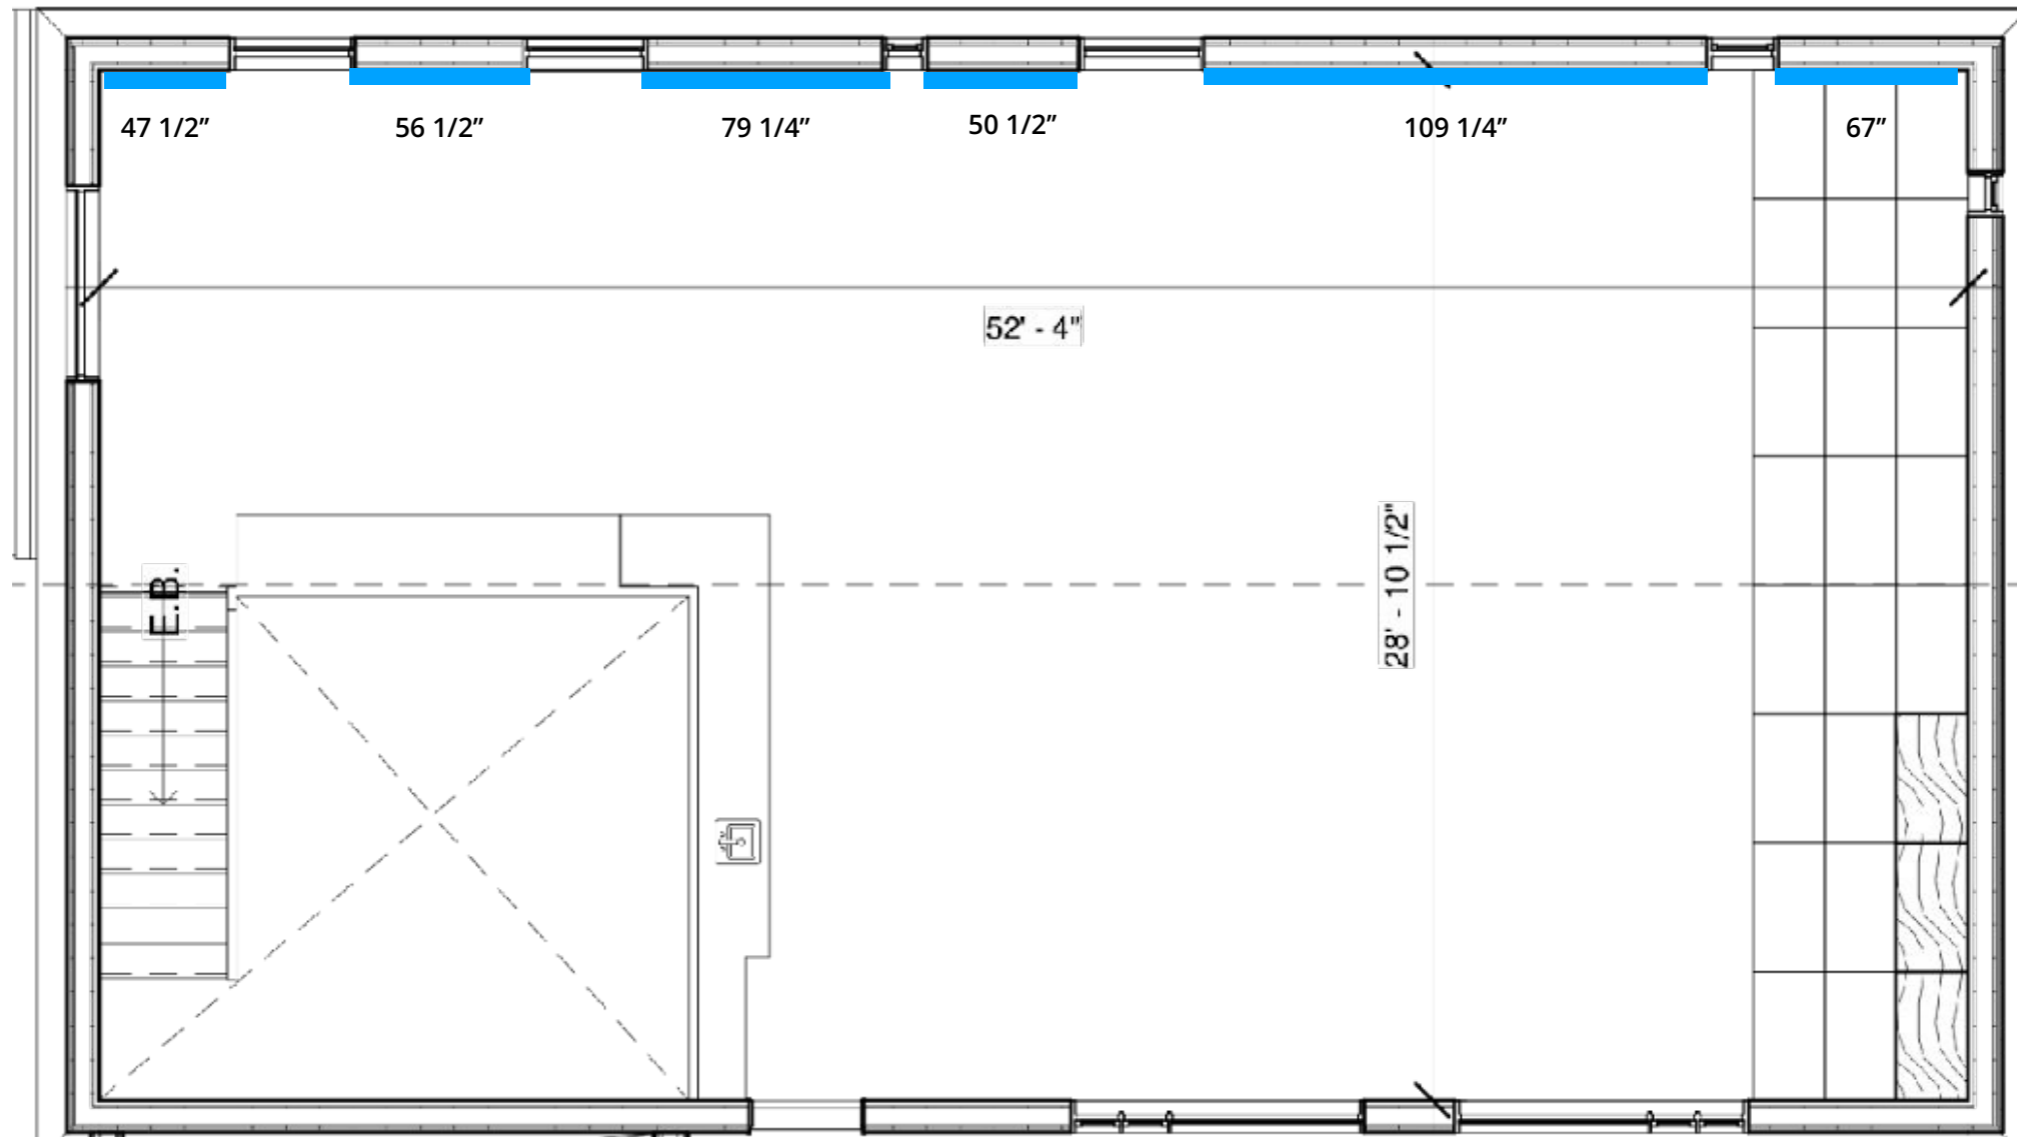 47 1/2”
56 1/2”
79 1/4”
50 1/2”
109 1/4”
67”
52' - 4"
28' - 10 1/2"
E.B.